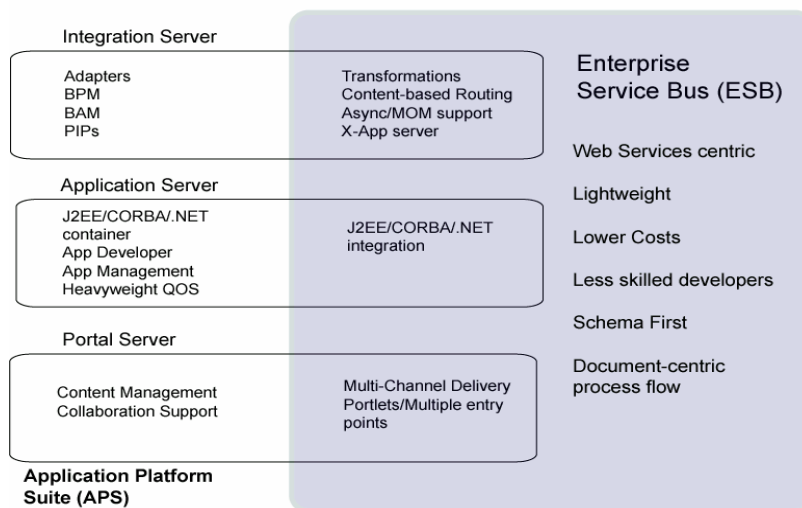 Integration Server
Adapters
BPM
BAM
PIPs
Transformations
Content-based Routing
Async/MOM support
X-App server
Application Server
J2EE/CORBA/.NET
container
App Developer
App Management
Heavyweight QOS
J2EE/CORBA/.NET
integration
Portal Server
Content Management
Collaboration Support
Multi-Channel Delivery
Portlets/Multiple entry
points
Application Platform
Suite (APS)
Enterprise
Service Bus (ESB)
Web Services centric
Lightweight
Lower Costs
Less skilled developers
Schema First
Document-centric
process flow